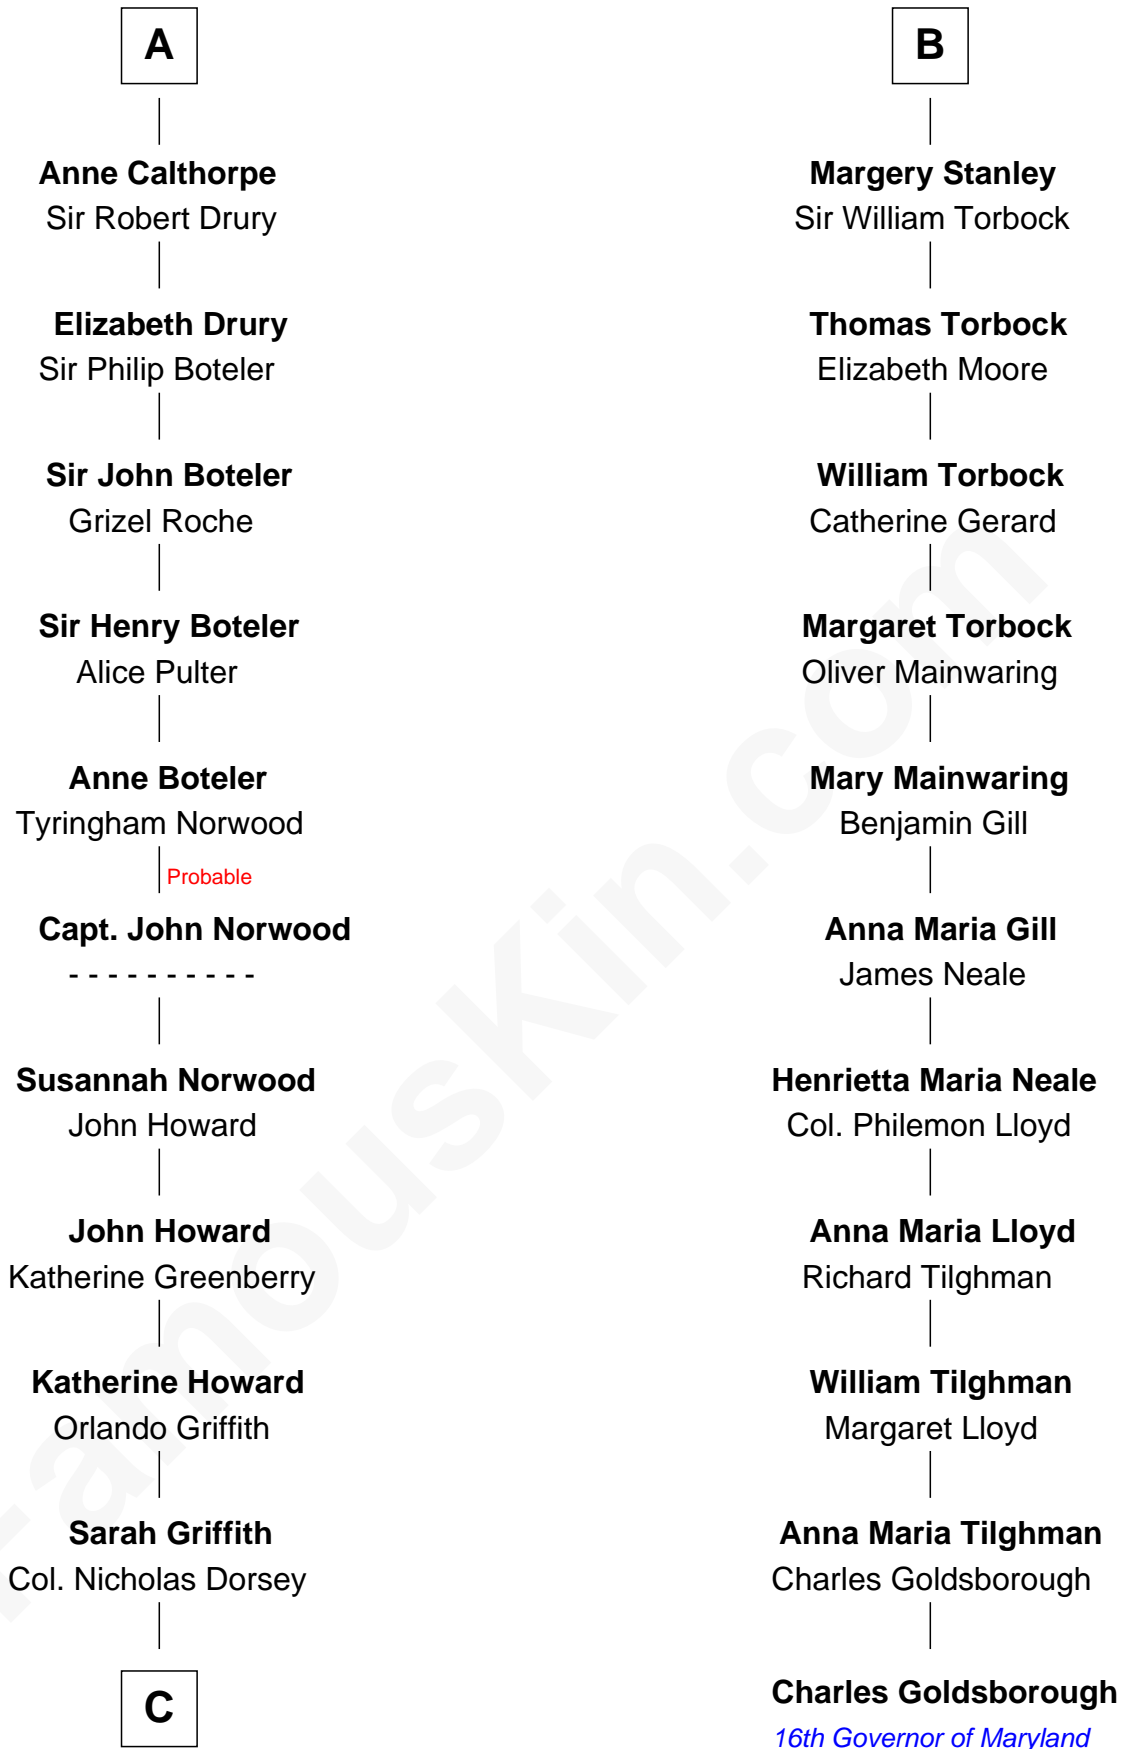 A
Anne Calthorpe
Sir Robert Drury
Elizabeth Drury
Sir Philip Boteler
Sir John Boteler
Grizel Roche
Sir Henry Boteler
Alice Pulter
Anne Boteler
Tyringham Norwood
Probable
Capt. John Norwood
- - - - - - - - - -
Susannah Norwood
John Howard
John Howard
Katherine Greenberry
Katherine Howard
Orlando Griffith
Sarah Griffith
Col. Nicholas Dorsey
C
B
Margery Stanley
Sir William Torbock
Thomas Torbock
Elizabeth Moore
William Torbock
Catherine Gerard
Margaret Torbock
Oliver Mainwaring
Mary Mainwaring
Benjamin Gill
Anna Maria Gill
James Neale
Henrietta Maria Neale
Col. Philemon Lloyd
Anna Maria Lloyd
Richard Tilghman
William Tilghman
Margaret Lloyd
Anna Maria Tilghman
Charles Goldsborough
Charles Goldsborough
16th Governor of Maryland
FamousKin.com